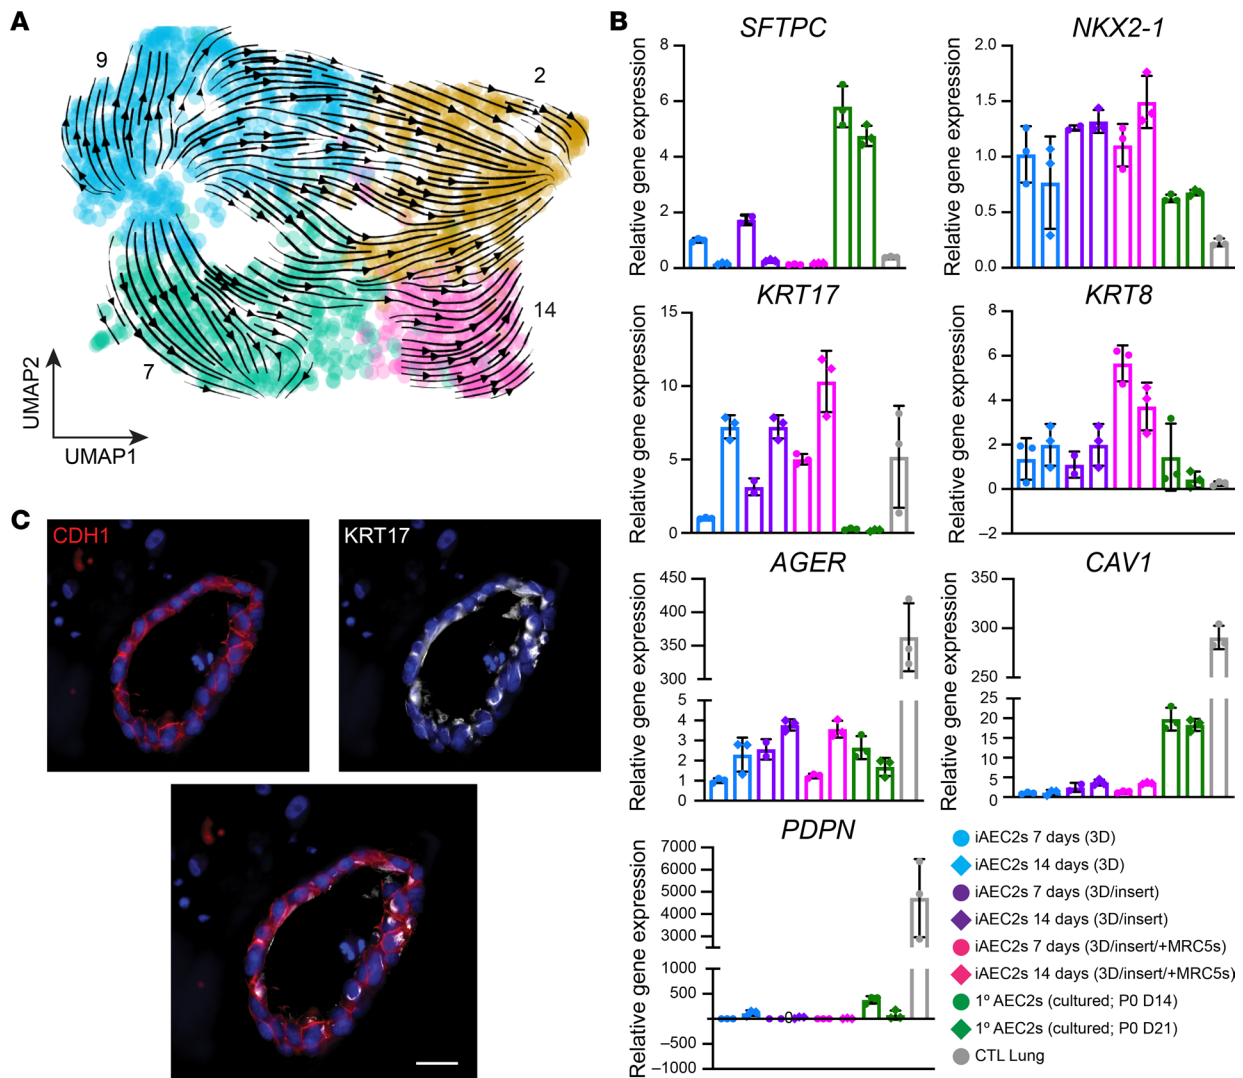 A
9
2
14
7
UMAP2
UMAP1
B
SFTPC
Relative gene expression
8
6
4
2
0
NKX2-1
Relative gene expression
2.0
1.5
1.0
0.5
0.0
KRT17
Relative gene expression
15
10
5
0
KRT8
Relative gene expression
8
6
4
2
0
–2
AGER
Relative gene expression
450
400
350
300
5
4
3
2
1
0
CAV1
Relative gene expression
350
300
250
25
20
15
10
5
0
PDPN
Relative gene expression
7000
6000
5000
4000
3000
1000
500
0
–500
–1000
0
iAEC2s 7 days (3D)
iAEC2s 14 days (3D)
iAEC2s 7 days (3D/insert)
iAEC2s 14 days (3D/insert)
iAEC2s 7 days (3D/insert/+MRC5s)
iAEC2s 14 days (3D/insert/+MRC5s)
1º AEC2s (cultured; P0 D14)
1º AEC2s (cultured; P0 D21)
CTL Lung
C
CDH1
KRT17